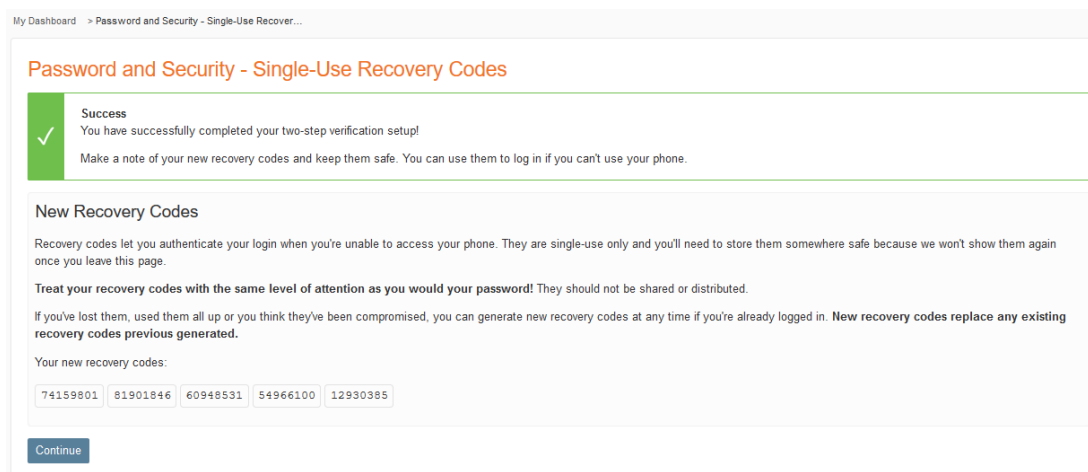 My Dashboard > Password and Security - Single-Use Recover...
Password and Security - Single-Use Recovery Codes
Success
You have successfully completed your two-step verification setup!
Make a note of your new recovery codes and keep them safe. You can use them to log in if you can't use your phone.
New Recovery Codes
Recovery codes let you authenticate your login when you're unable to access your phone. They are single-use only and you'll need to store them somewhere safe because we won't show them again
once you leave this page.
Treat your recovery codes with the same level of attention as you would your password! They should not be shared or distributed.
If you've lost them, used them all up or you think they've been compromised, you can generate new recovery codes at any time if you're already logged in. New recovery codes replace any existing
recovery codes previous generated.
Your new recovery codes:
74159801 81901846 60948531 54966100 12930385
Continue